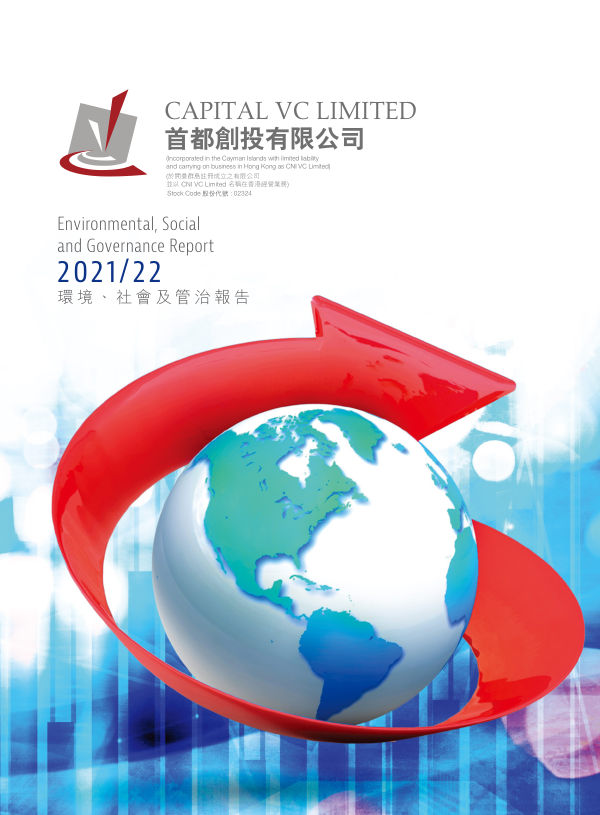 CAPITAL VC LIMITED
首都創投有限公司
(Incorporated in the Cayman Islands with limited liability
and carrying on business in Hong Kong as CNI VC Limited)
(於開曼群島註冊成立之有限公司
並以 CNI VC Limited 名稱在香港經營業務)
Stock Code 股份代號 : 02324
Environmental, Social
and Governance Report
2021/22
環境、社會及管治報告